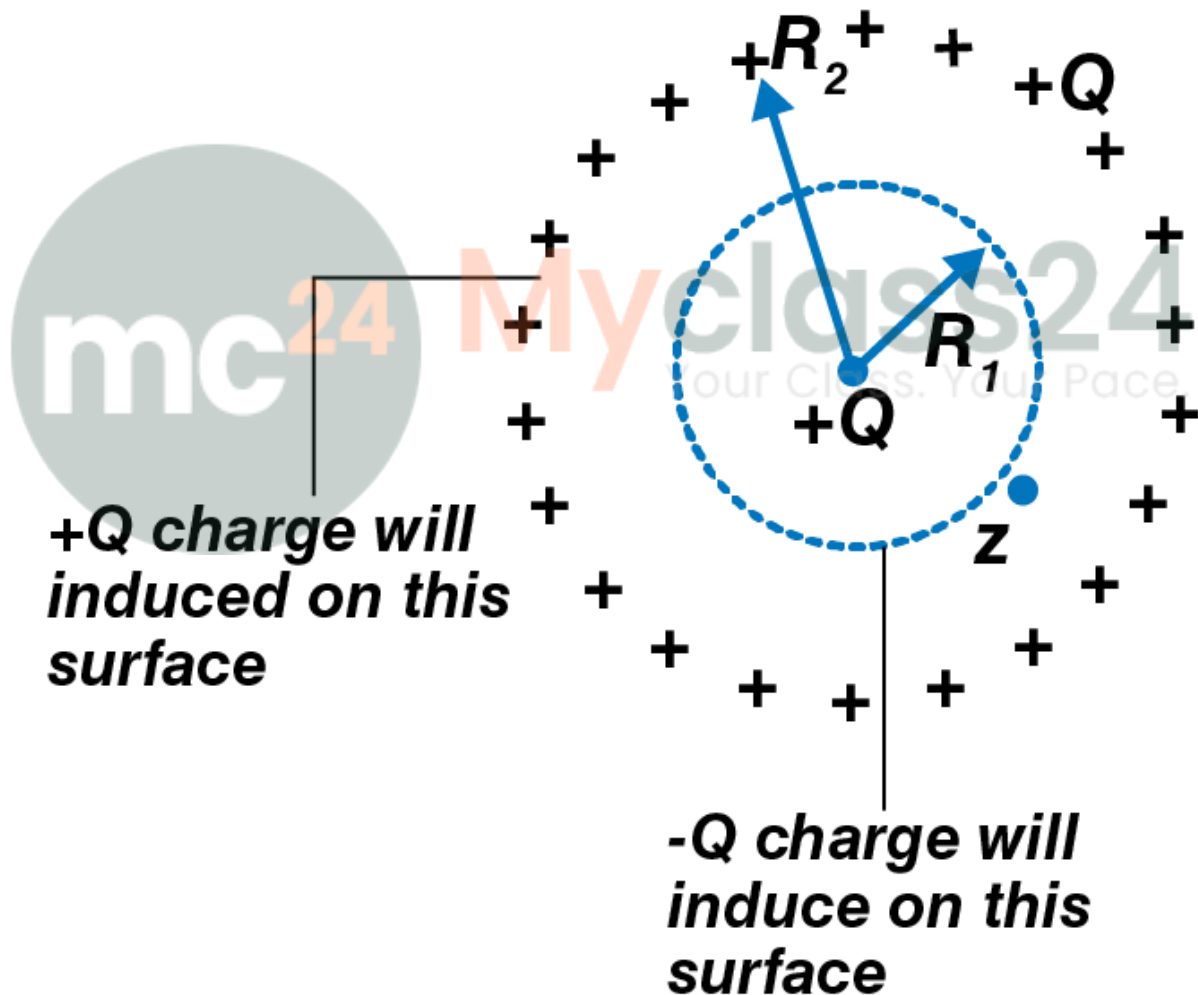 +R2 +
+Q
mc24 Myclass24
Your Class. Your Pace
R1
+Q
z
+Q charge will
induced on this
surface
-Q charge will
induce on this
surface